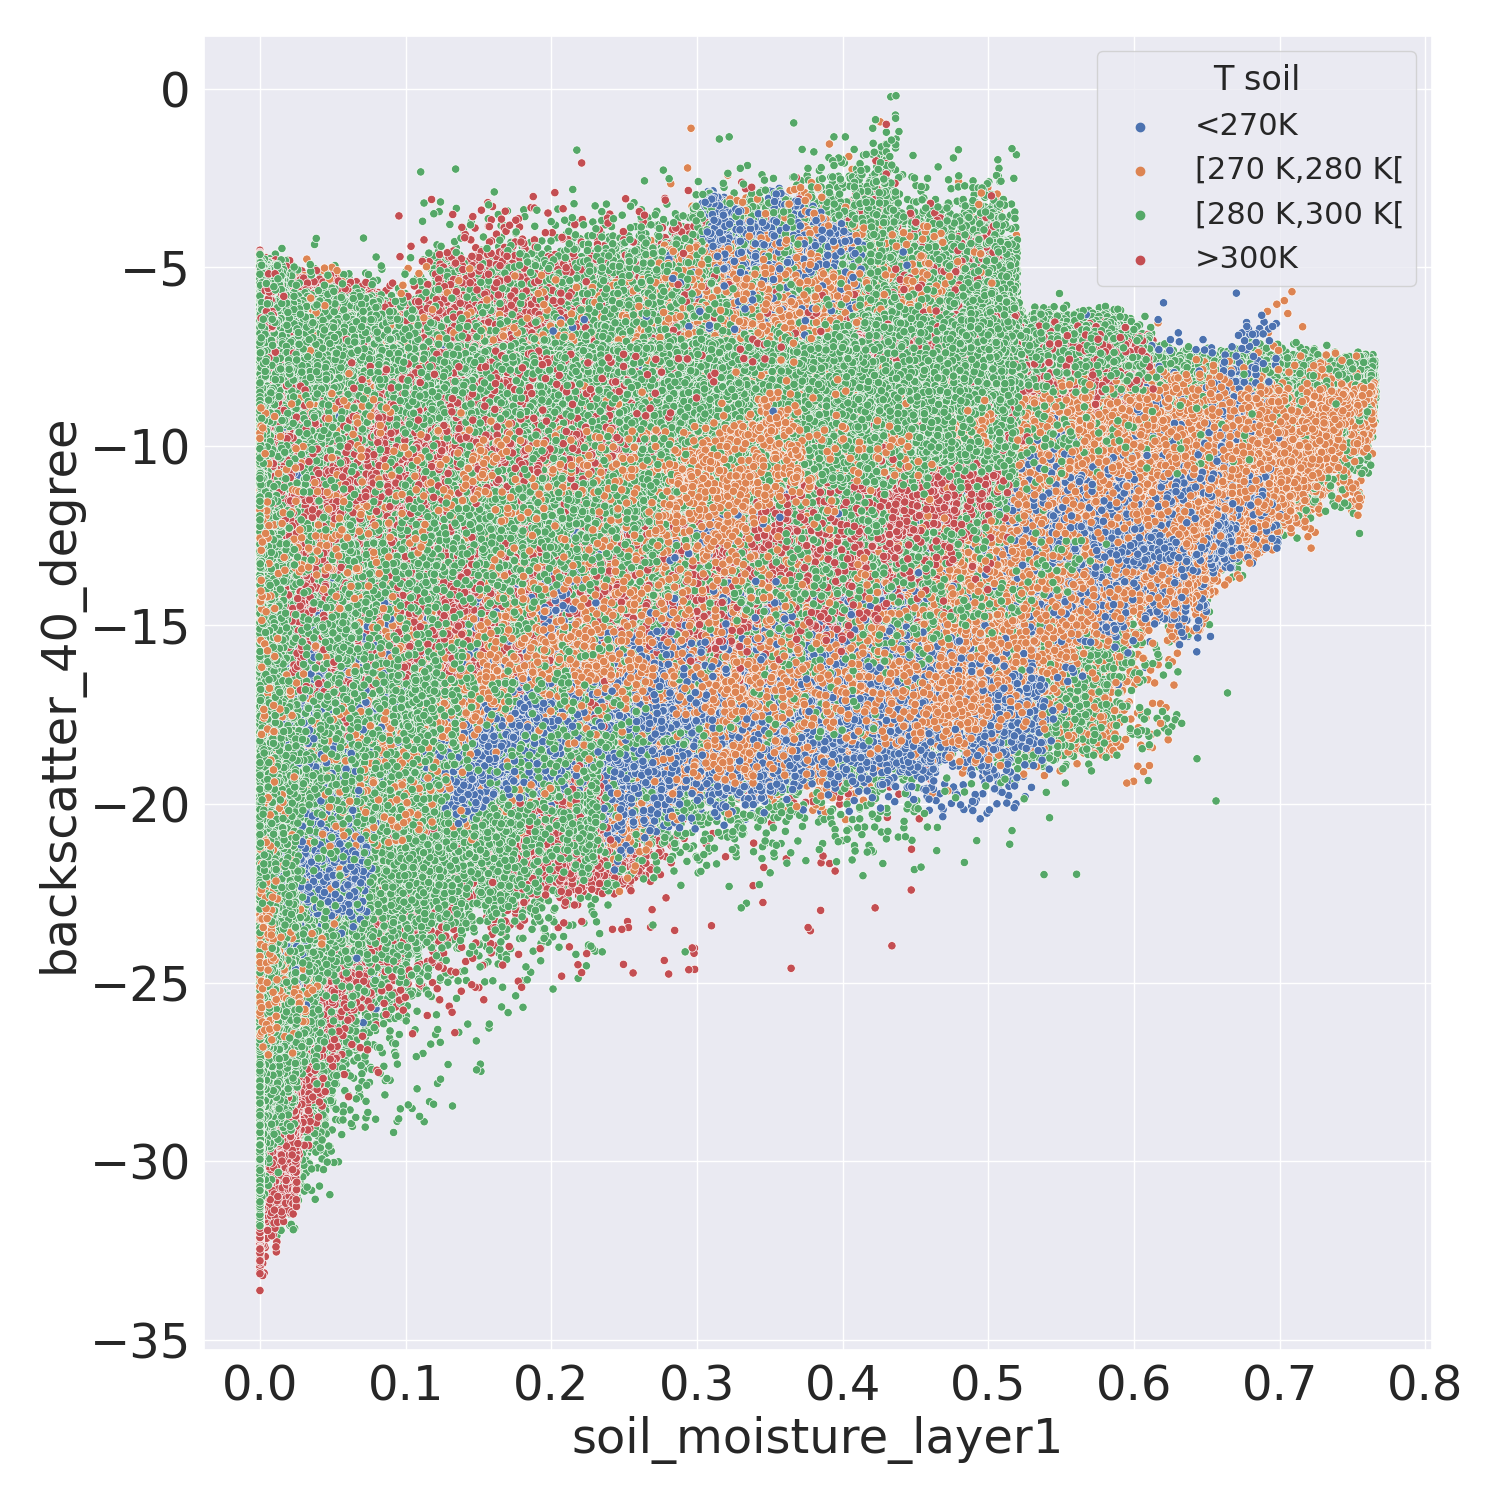 T soil
<270K
[270 K,280 K[
[280 K,300 K[
>300K
0
−5
−10
−15
−20
−25
−30
−35
backscatter_40_degree
0.0 0.1 0.2 0.3 0.4 0.5 0.6 0.7 0.8
soil_moisture_layer1